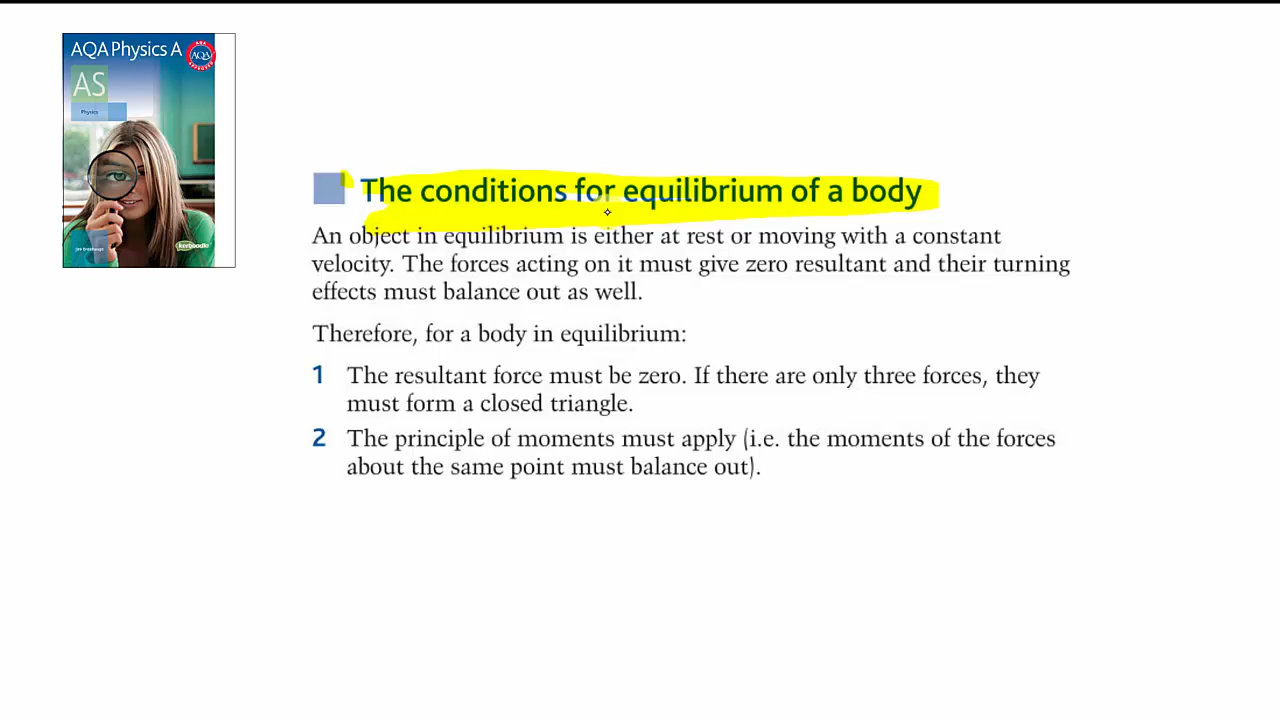 AQA Physics A
AQA
AS
Physics
kerboodle
The conditions for equilibrium of a body
An object in equilibrium is either at rest or moving with a constant
velocity. The forces acting on it must give zero resultant and their turning
effects must balance out as well.
Therefore, for a body in equilibrium:
1 The resultant force must be zero. If there are only three forces, they
must form a closed triangle.
2 The principle of moments must apply (i.e. the moments of the forces
about the same point must balance out).